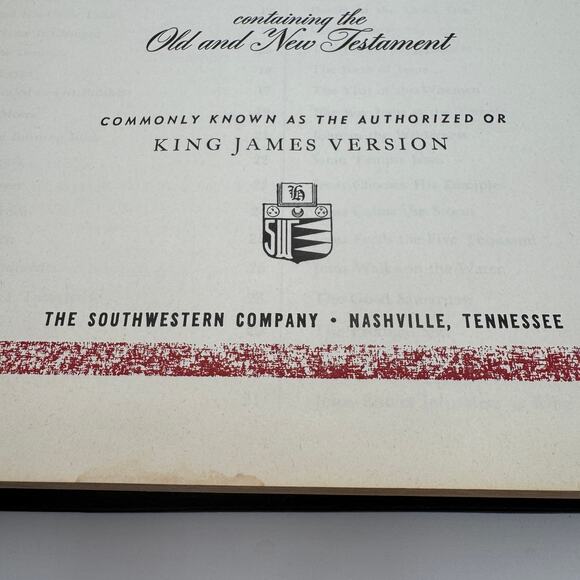 containing the
Old and New Testament
COMMONLY KNOWN AS THE AUTHORIZED OR
KING JAMES VERSION
SW
THE SOUTHWESTERN COMPANY • NASHVILLE, TENNESSEE